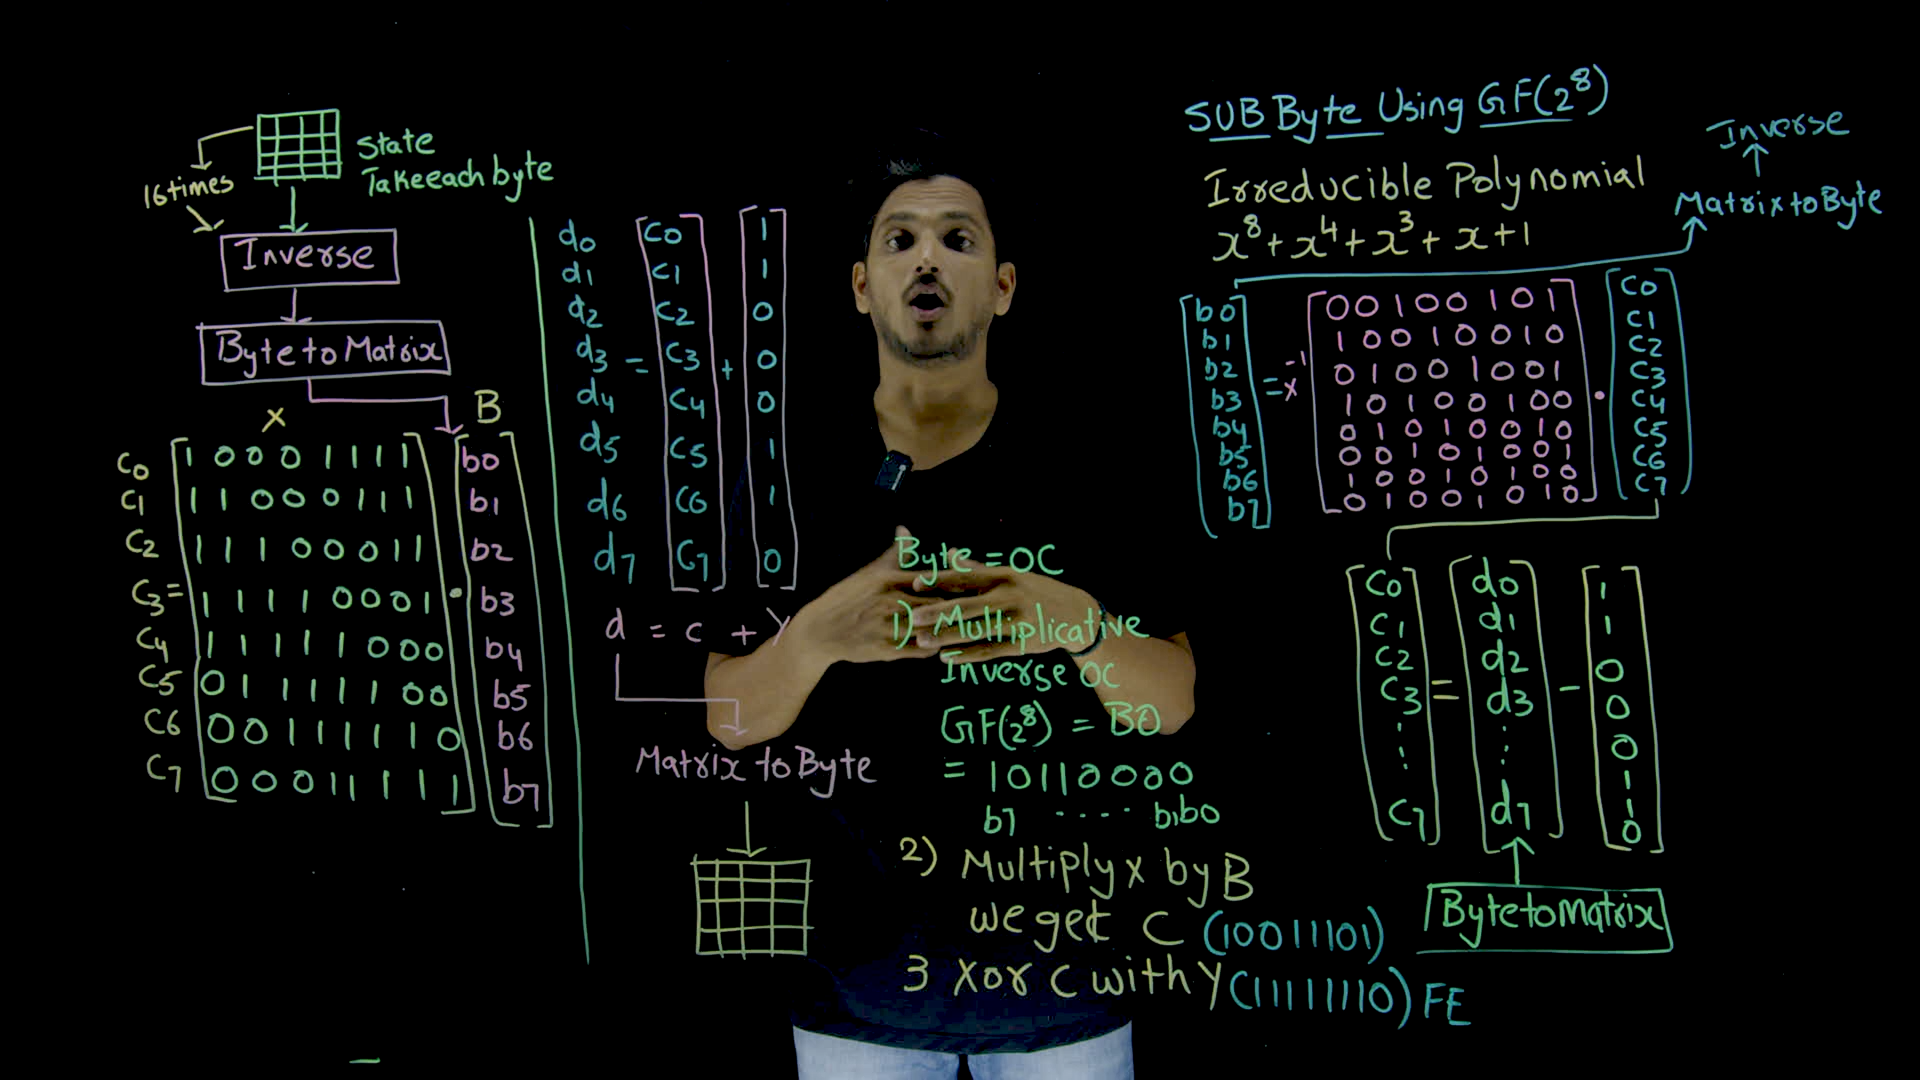 State
Take each byte
16 times
Inverse
Byte to Matrix
X B
C0 1 0 0 0 1 1 1 1 b0
C1 1 1 0 0 0 1 1 1 b1
C2 1 1 1 0 0 0 1 1 b2
C3 = 1 1 1 1 0 0 0 1 • b3
C4 1 1 1 1 1 0 0 0 b4
C5 0 1 1 1 1 1 0 0 b5
C6 0 0 1 1 1 1 1 0 b6
C7 0 0 0 1 1 1 1 1 b7
d0 C0 1
d1 C1 1
d2 C2 0
d3 = C3 + 0
d4 C4 0
d5 C5 1
d6 C6 1
d7 C7 0
d = C + Y
Matrix to Byte
Byte = 0C
1) Multiplicative
Inverse 0C
GF(2⁸) = B0
= 10110000
b7 ···· b1b0
2) Multiply X by B
we get C (10011101)
3 Xor C with Y (11111110) FE
SUB Byte Using GF(2⁸)
Irreducible Polynomial
x⁸ + x⁴ + x³ + x + 1
Inverse
Matrix to Byte
b0 0 0 1 0 0 1 0 1 C0
b1 1 0 0 1 0 0 1 0 C1
b2 0 1 0 0 1 0 0 1 C2
b3 = X⁻¹ 1 0 1 0 0 1 0 0 • C3
b4 0 1 0 1 0 0 1 0 C4
b5 0 0 1 0 1 0 0 1 C5
b6 1 0 0 1 0 1 0 0 C6
b7 0 1 0 0 1 0 1 0 C7
C0 d0 1
C1 d1 1
C2 d2 0
C3 = d3 - 0
⋮ ⋮ 0
1
1
C7 d7 0
Byte to Matrix